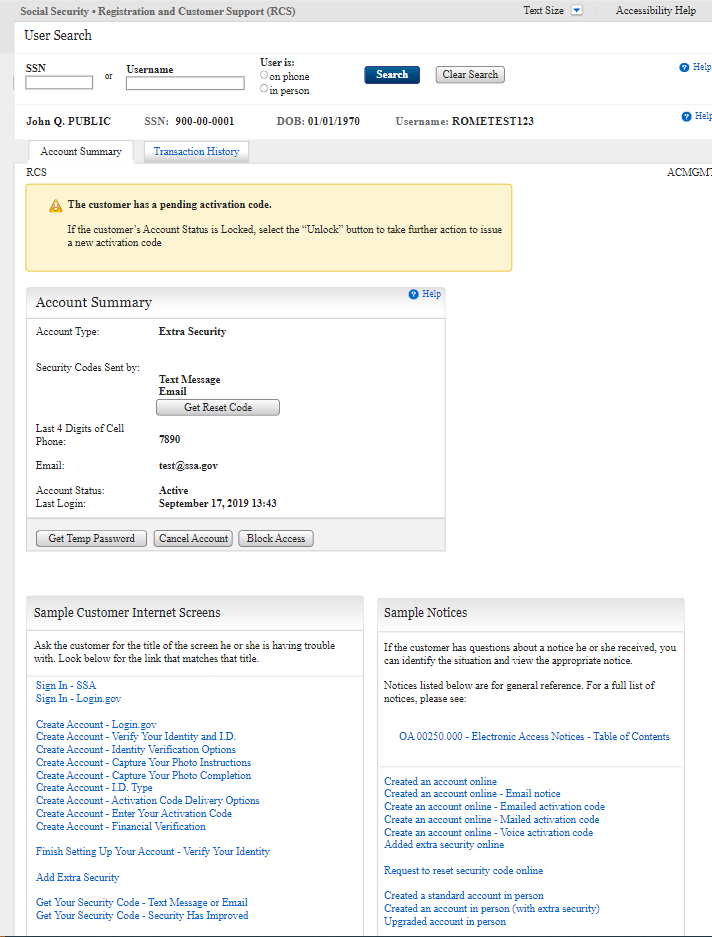 Social Security • Registration and Customer Support (RCS)
Text Size
Accessibility Help
User Search
SSN
or
Username
User is:
on phone
in person
Search
Clear Search
Help
John Q. PUBLIC
SSN: 900-00-0001
DOB: 01/01/1970
Username: ROMETEST123
Help
Account Summary
Transaction History
RCS
ACMGMT
The customer has a pending activation code.
If the customer's Account Status is Locked, select the “Unlock” button to take further action to issue
a new activation code
Account Summary
Help
Account Type: Extra Security
Security Codes Sent by:
Text Message
Email
Get Reset Code
Last 4 Digits of Cell
Phone: 7890
Email: test@ssa.gov
Account Status: Active
Last Login: September 17, 2019 13:43
Get Temp Password
Cancel Account
Block Access
Sample Customer Internet Screens
Ask the customer for the title of the screen he or she is having trouble
with. Look below for the link that matches that title.
Sign In - SSA
Sign In - Login.gov
Create Account - Login.gov
Create Account - Verify Your Identity and I.D.
Create Account - Identity Verification Options
Create Account - Capture Your Photo Instructions
Create Account - Capture Your Photo Completion
Create Account - I.D. Type
Create Account - Activation Code Delivery Options
Create Account - Enter Your Activation Code
Create Account - Financial Verification
Finish Setting Up Your Account - Verify Your Identity
Add Extra Security
Get Your Security Code - Text Message or Email
Get Your Security Code - Security Has Improved
Sample Notices
If the customer has questions about a notice he or she received, you
can identify the situation and view the appropriate notice.
Notices listed below are for general reference. For a full list of
notices, please see:
OA 00250.000 - Electronic Access Notices - Table of Contents
Created an account online
Created an account online - Email notice
Create an account online - Emailed activation code
Create an account online - Mailed activation code
Create an account online - Voice activation code
Added extra security online
Request to reset security code online
Created a standard account in person
Created an account in person (with extra security)
Upgraded account in person